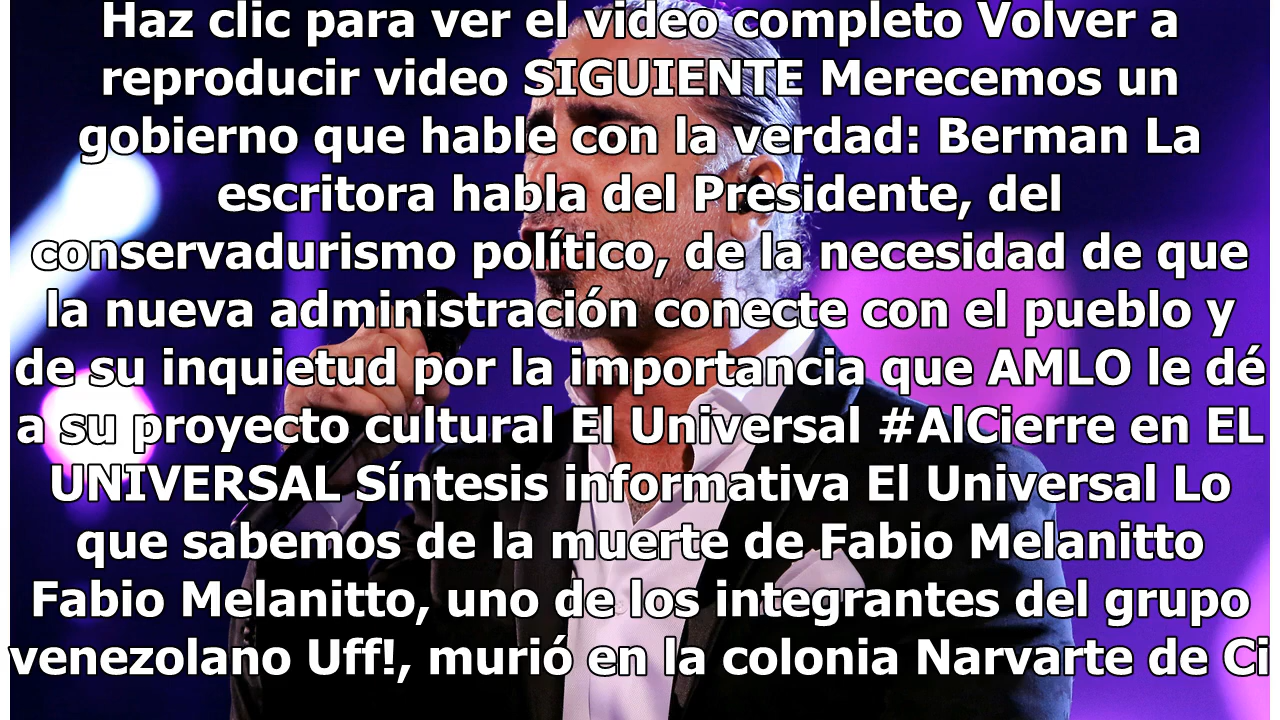 Haz clic para ver el video completo Volver a
reproducir video SIGUIENTE Merecemos un
gobierno que hable con la verdad: Berman La
escritora habla del Presidente, del
conservadurismo político, de la necesidad de que
la nueva administración conecte con el pueblo y
de su inquietud por la importancia que AMLO le dé
a su proyecto cultural El Universal #AlCierre en EL
UNIVERSAL Síntesis informativa El Universal Lo
que sabemos de la muerte de Fabio Melanitto
Fabio Melanitto, uno de los integrantes del grupo
venezolano Uff!, murió en la colonia Narvarte de Ci